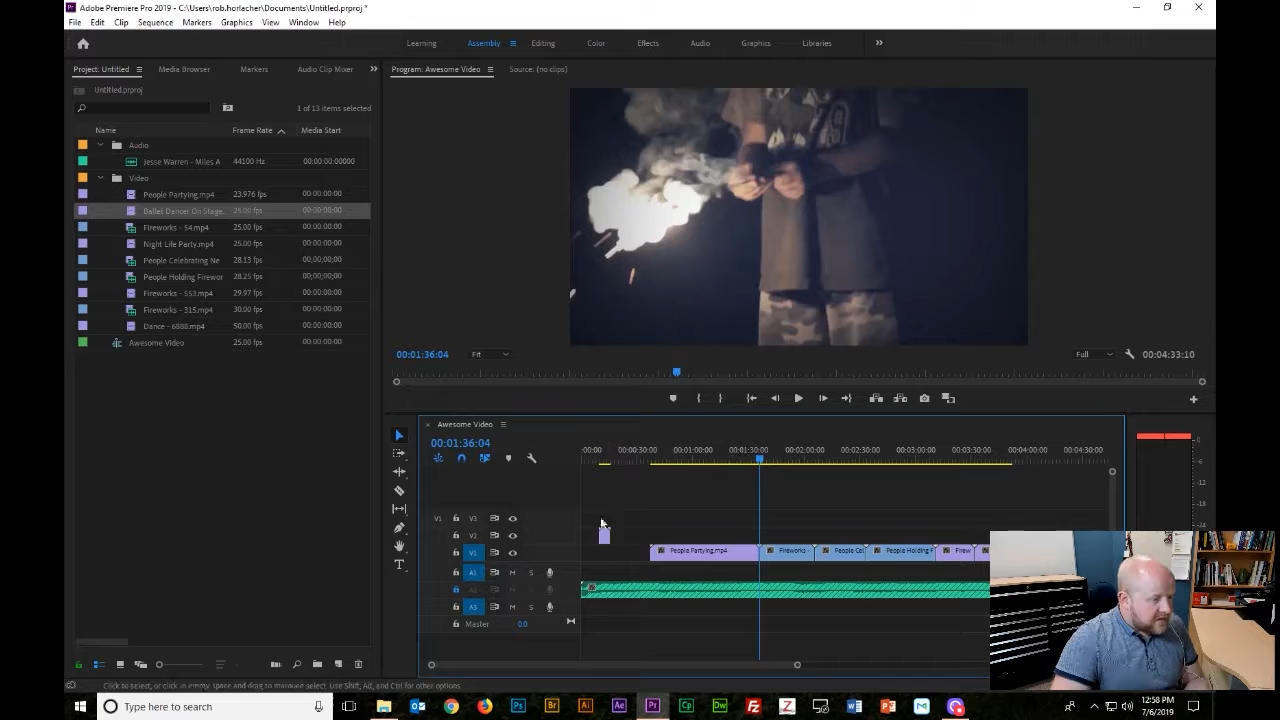 Adobe Premiere Pro 2019 - C:\Users\rob.horlacher\Documents\Untitled.prproj *
File Edit Clip Sequence Markers Graphics View Window Help
Learning Assembly Editing Color Effects Audio Graphics Libraries
Project: Untitled Media Browser Markers Audio Clip Mixer
Program: Awesome Video Source: (no clips)
Untitled.prproj
1 of 13 items selected
Name Frame Rate Media Start
Audio
Jesse Warren - Miles A 44100 Hz 00:00:00:00000
Video
People Partying.mp4 23.976 fps 00:00:00:00
Ballet Dancer On Stage. 25.00 fps 00:00:00:00
Fireworks - 54.mp4 25.00 fps 00:00:00:00
Night Life Party.mp4 25.00 fps 00:00:00:00
People Celebrating Ne 28.13 fps 00;00;00;00
People Holding Firewor 28.25 fps 00;00;00;00
Fireworks - 553.mp4 29.97 fps 00;00;00;00
Fireworks - 315.mp4 30.00 fps 00:00:00:00
Dance - 6888.mp4 50.00 fps 00:00:00:00
Awesome Video 25.00 fps 00:00:00:00
00:01:36:04 Fit Full 00:04:33:10
Awesome Video
00:01:36:04
:00:00 00:00:30:00 00:01:00:00 00:01:30:00 00:02:00:00 00:02:30:00 00:03:00:00 00:03:30:00 00:04:00:00 00:04:30:00
V1 V3
V2
V1 People Partying.mp4 Fireworks - People Cel People Holding F Firew
A1 M S
A3 M S
Master 0.0
0
-6
-12
-18
-24
Click to select, or click in empty space and drag to marquee select. Use Shift, Alt, and Ctrl for other options.
Type here to search
12:58 PM
7/6/2019